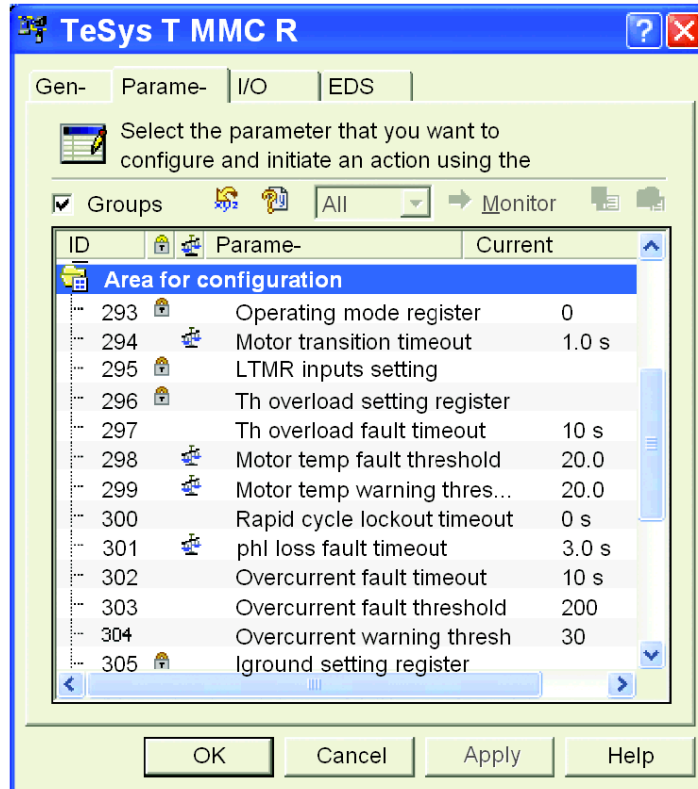 TeSys T MMC R
Gen- Parame- I/O EDS
Select the parameter that you want to
configure and initiate an action using the
Groups xyz ? All Monitor
ID Parame- Current
Area for configuration
293 Operating mode register 0
294 Motor transition timeout 1.0 s
295 LTMR inputs setting
296 Th overload setting register
297 Th overload fault timeout 10 s
298 Motor temp fault threshold 20.0
299 Motor temp warning thres... 20.0
300 Rapid cycle lockout timeout 0 s
301 phl loss fault timeout 3.0 s
302 Overcurrent fault timeout 10 s
303 Overcurrent fault threshold 200
304 Overcurrent warning thresh 30
305 Iground setting register
OK Cancel Apply Help